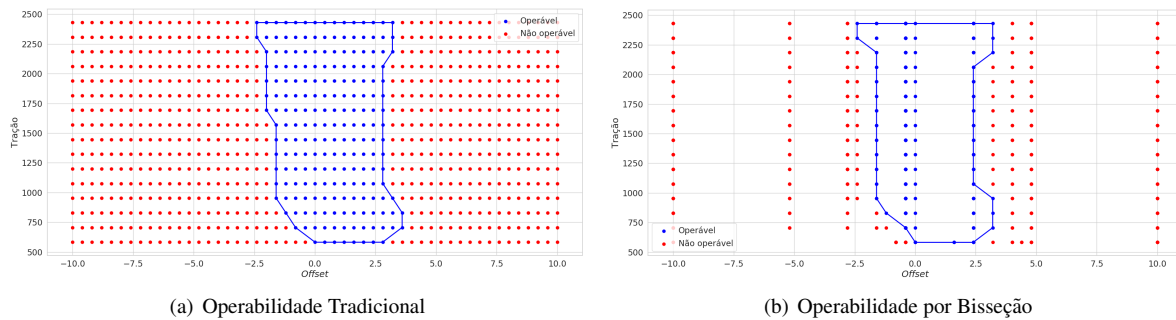 2500
2250
2000
1750
1500
1250
1000
750
500
Tração
Operável
Não operável
−10.0 −7.5 −5.0 −2.5 0.0 2.5 5.0 7.5 10.0
Offset
(a) Operabilidade Tradicional
2500
2250
2000
1750
1500
1250
1000
750
500
Tração
Operável
Não operável
−10.0 −7.5 −5.0 −2.5 0.0 2.5 5.0 7.5 10.0
Offset
(b) Operabilidade por Bisseção